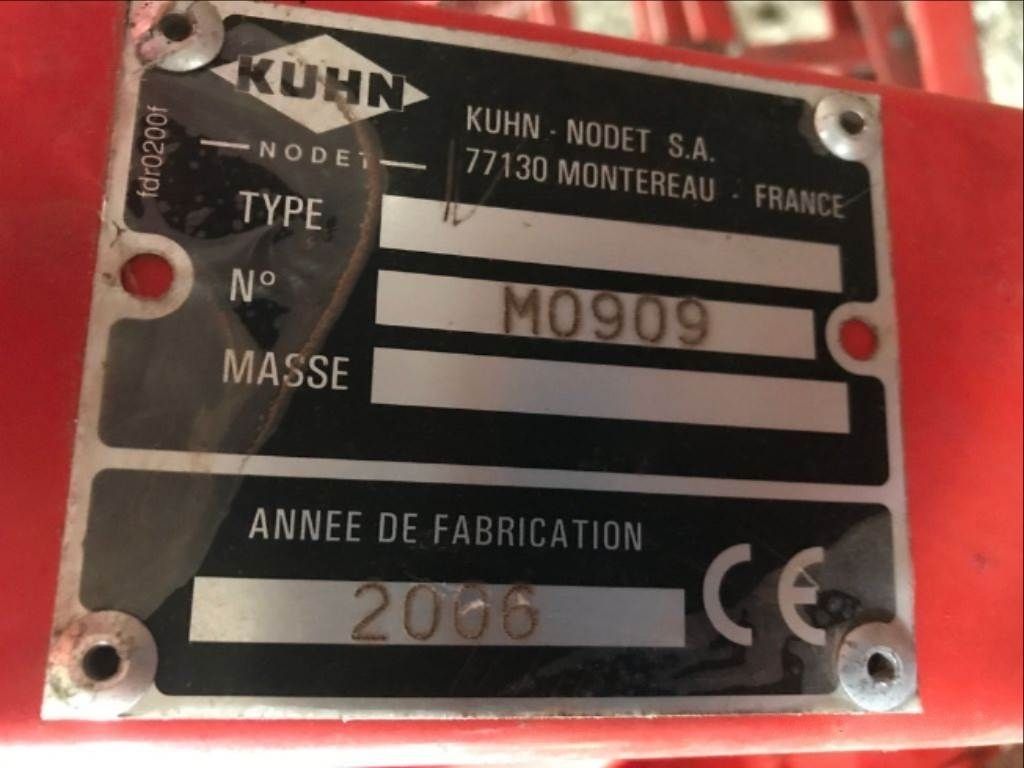 KUHN
NODET
KUHN - NODET S.A.
77130 MONTEREAU - FRANCE
fdr0200f
TYPE
N° M0909
MASSE
ANNEE DE FABRICATION
2006
CE